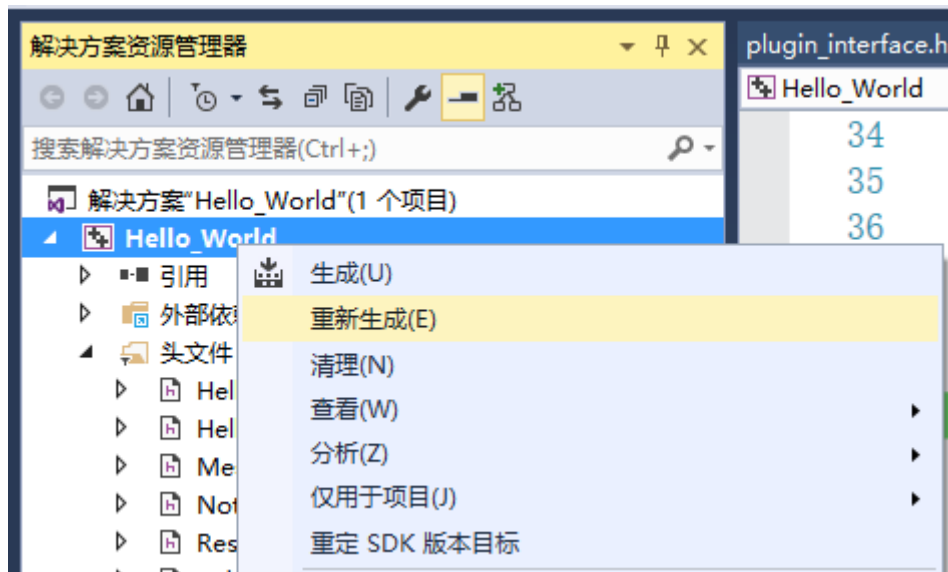 解决方案资源管理器
搜索解决方案资源管理器(Ctrl+;)
解决方案"Hello_World"(1 个项目)
Hello_World
引用
外部依
头文件
Hel
Hel
Me
Not
Res
生成(U)
重新生成(E)
清理(N)
查看(W)
分析(Z)
仅用于项目(J)
重定 SDK 版本目标
plugin_interface.h
Hello_World
34
35
36